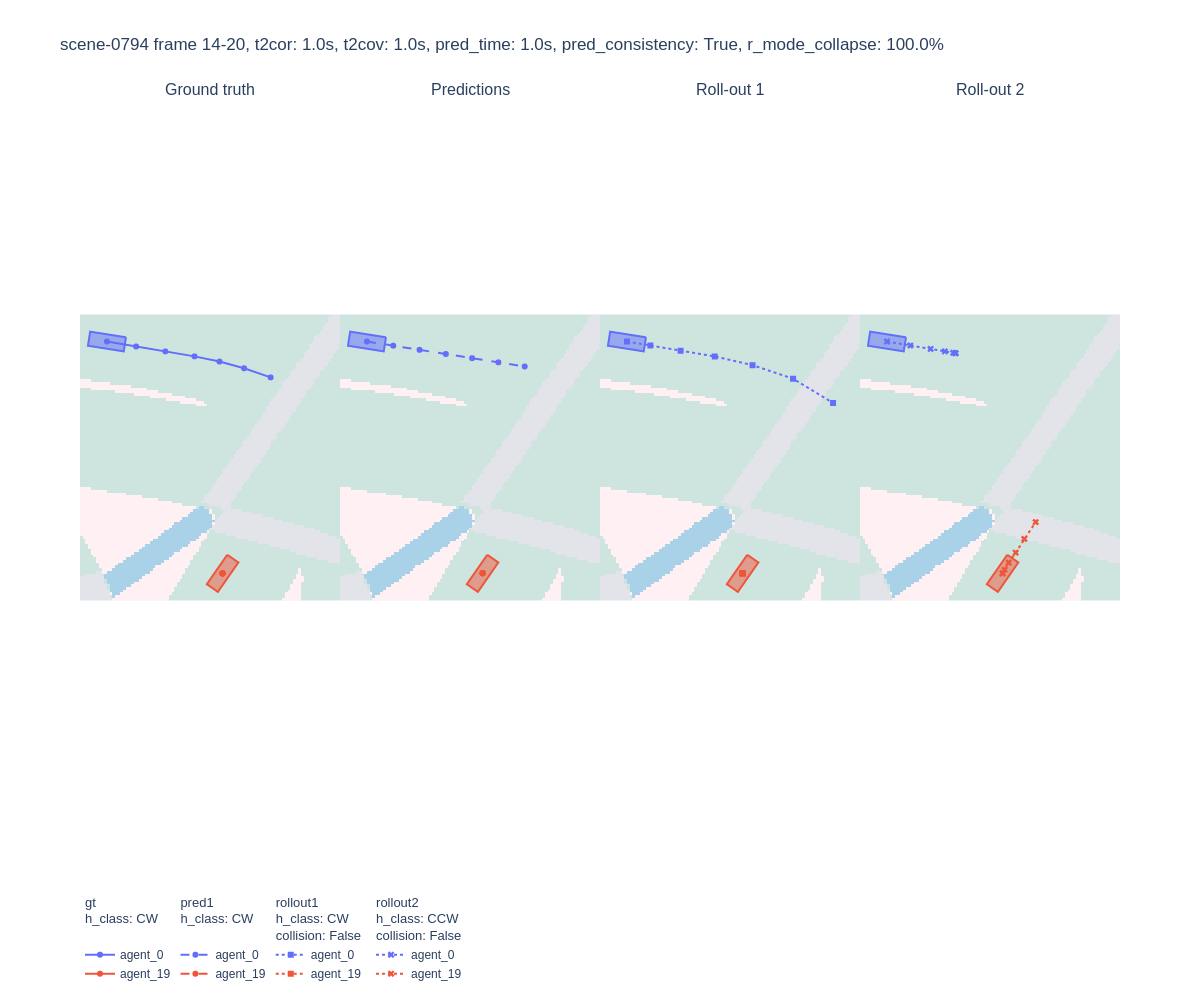 scene-0794 frame 14-20, t2cor: 1.0s, t2cov: 1.0s, pred_time: 1.0s, pred_consistency: True, r_mode_collapse: 100.0%
Ground truth Predictions Roll-out 1 Roll-out 2
gt pred1 rollout1 rollout2
h_class: CW h_class: CW h_class: CW h_class: CCW
collision: False collision: False
agent_0 agent_0 agent_0 agent_0
agent_19 agent_19 agent_19 agent_19